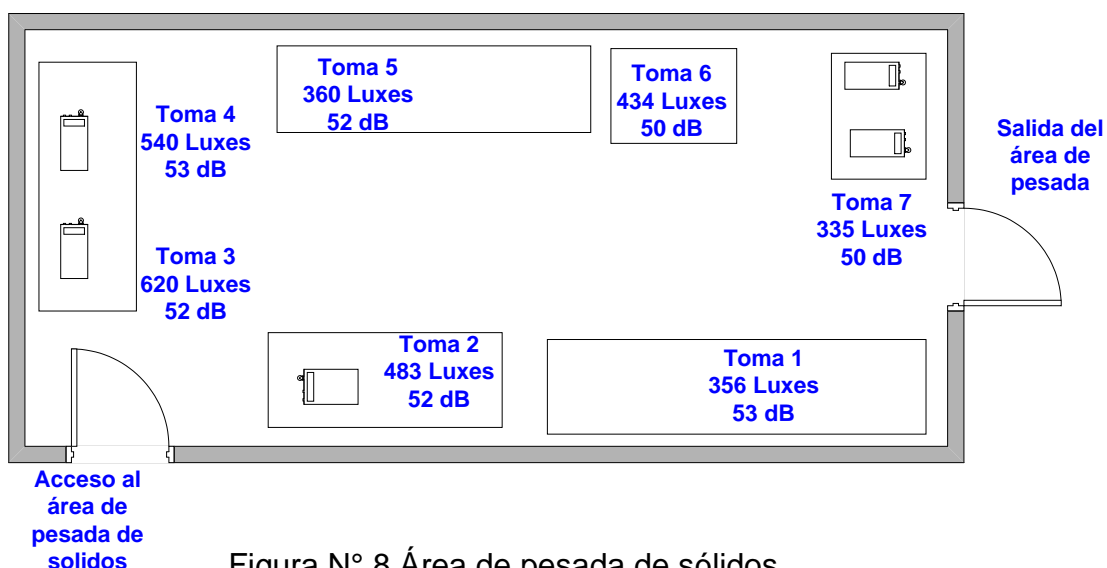 Toma 5
360 Luxes
52 dB
Toma 6
434 Luxes
50 dB
Toma 4
540 Luxes
53 dB
Salida del
área de
pesada
Toma 7
335 Luxes
50 dB
Toma 3
620 Luxes
52 dB
Toma 2
483 Luxes
52 dB
Toma 1
356 Luxes
53 dB
Acceso al
área de
pesada de
solidos
Figura N° 8 Área de pesada de sólidos